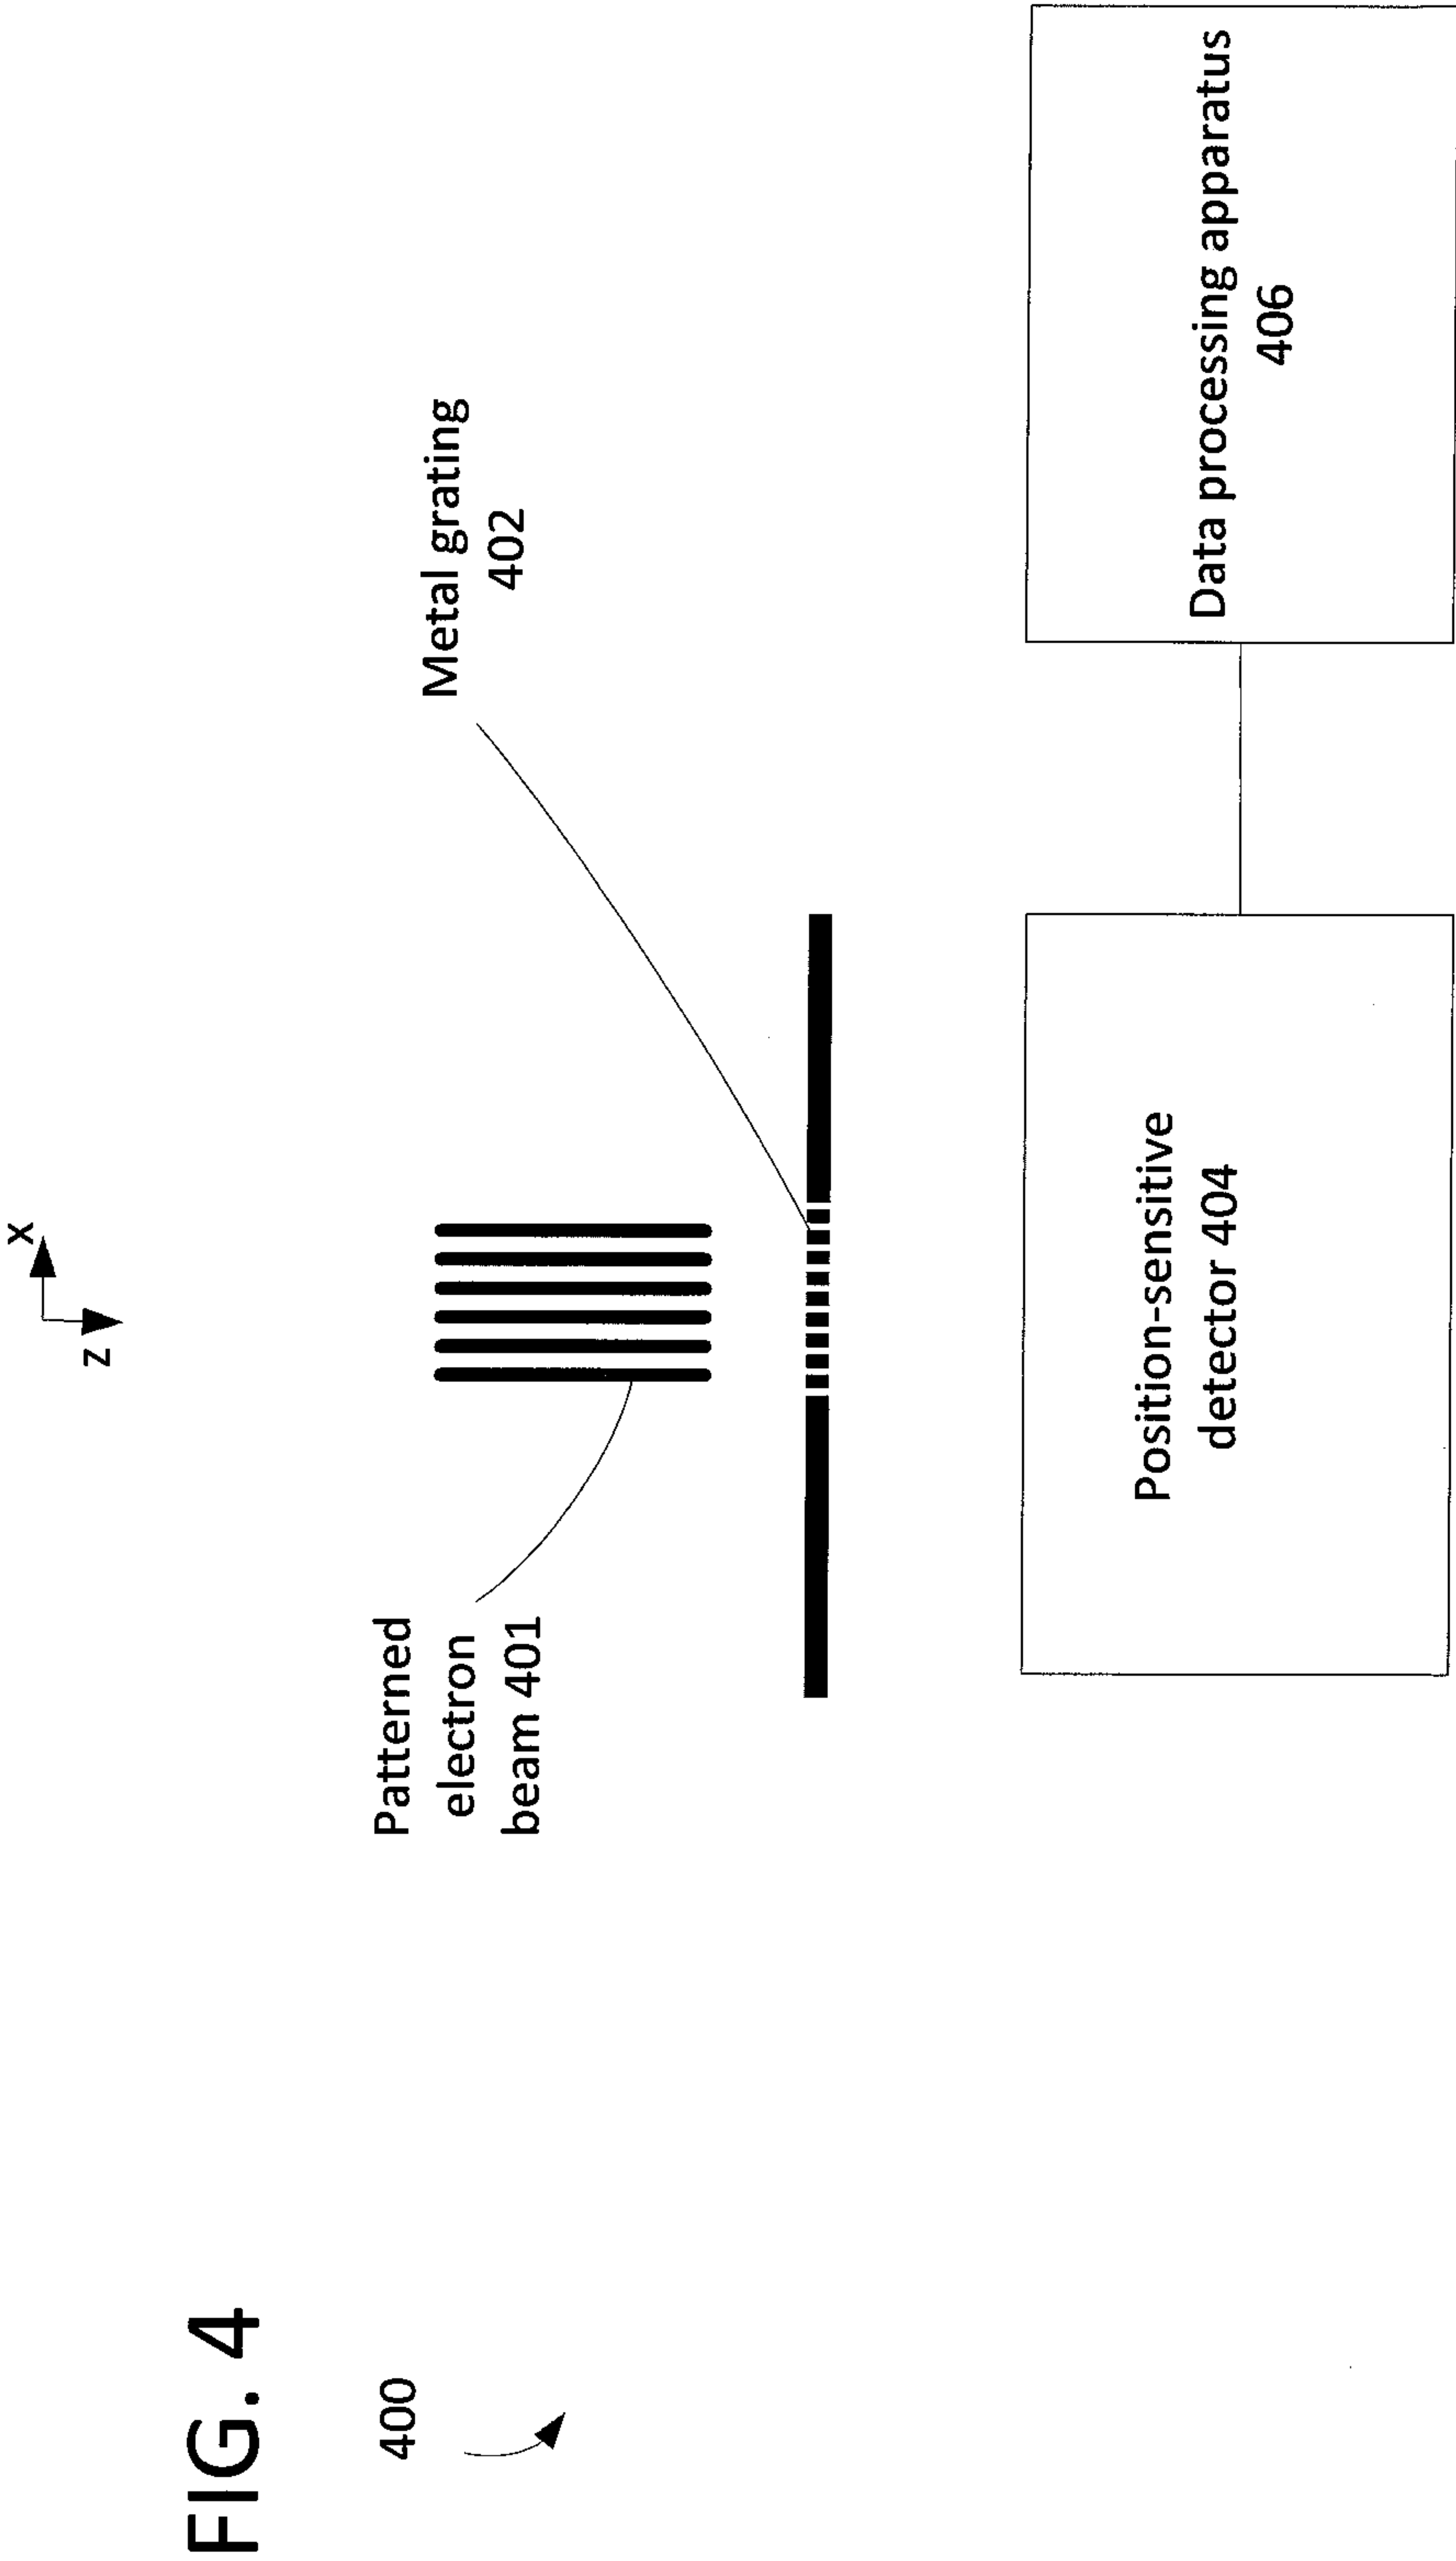 FIG. 4
400
x
z
Patterned
electron
beam 401
Metal grating
402
Position-sensitive
detector 404
Data processing apparatus
406